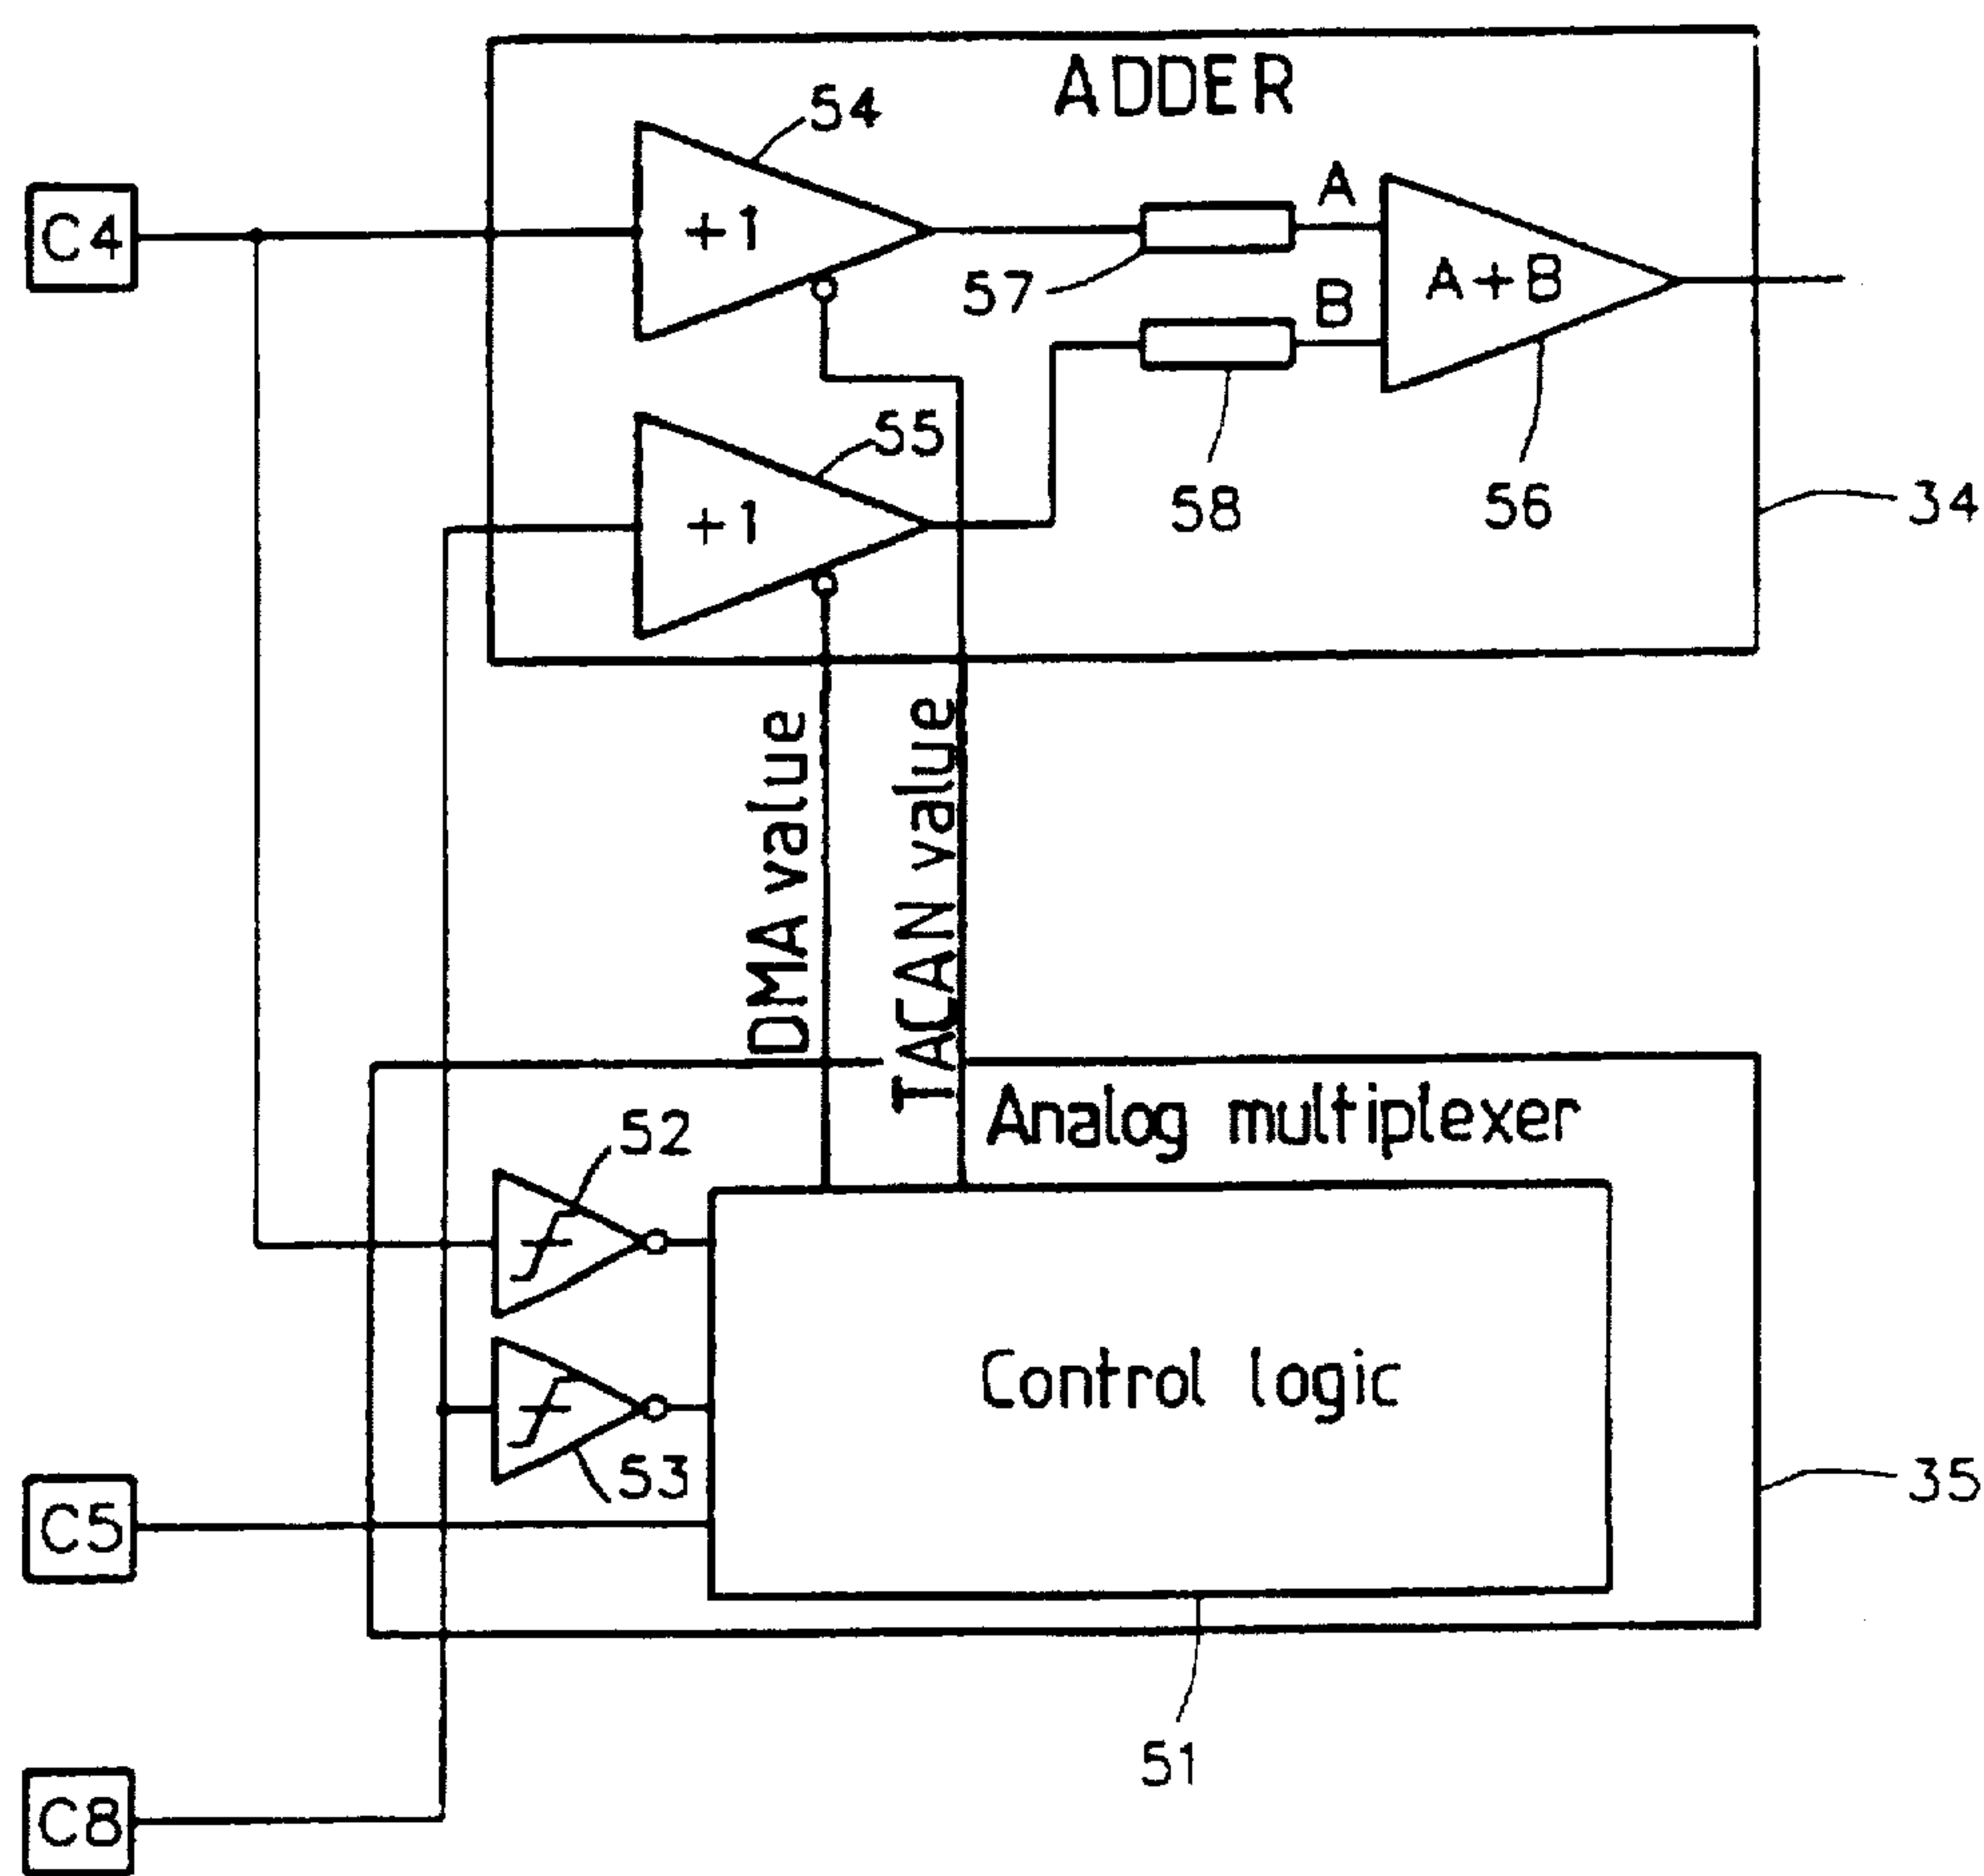 ADDER
54
C4
+1
A
57
B
A+B
55
+1
58
56
34
DMA value
TACAN value
Analog multiplexer
52
Control logic
53
C5
35
51
C8